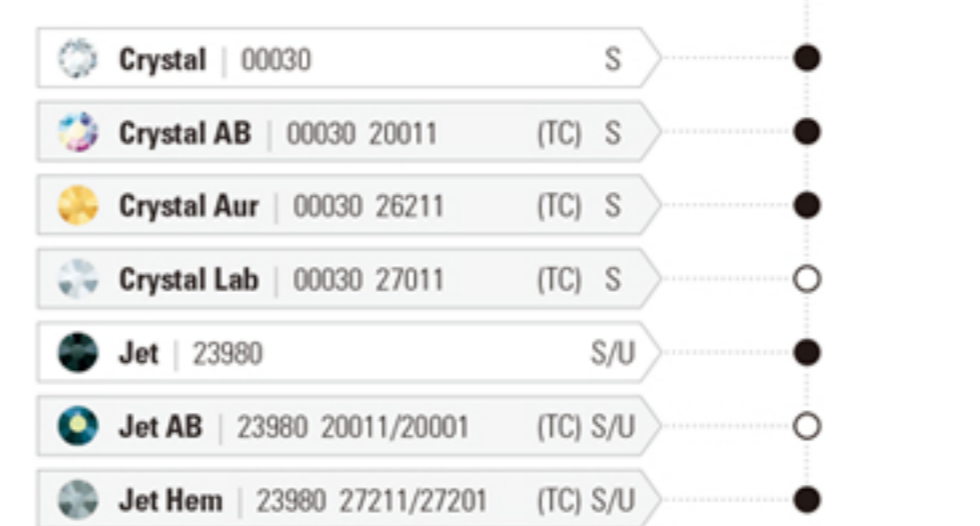 Crystal | 00030 S
Crystal AB | 00030 20011 (TC) S
Crystal Aur | 00030 26211 (TC) S
Crystal Lab | 00030 27011 (TC) S
Jet | 23980 S/U
Jet AB | 23980 20011/20001 (TC) S/U
Jet Hem | 23980 27211/27201 (TC) S/U